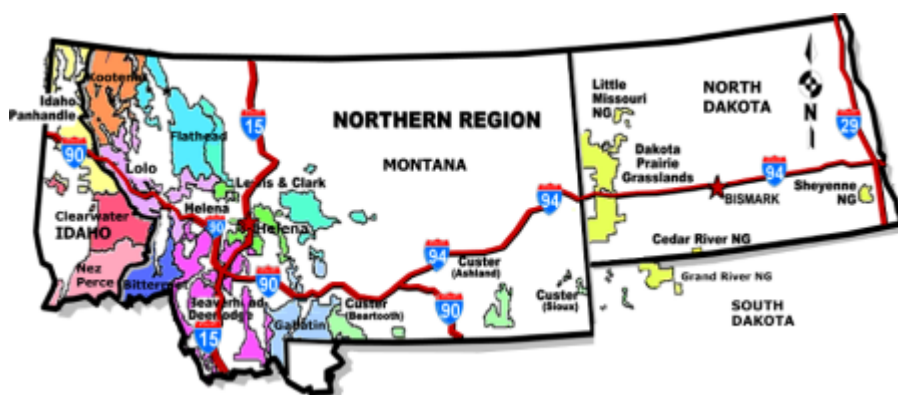 NORTHERN REGION
MONTANA
NORTH
DAKOTA
SOUTH
DAKOTA
IDAHO
Idaho
Panhandle
Kootenai
Flathead
Lolo
Lewis & Clark
Helena
Helena
Clearwater
Nez
Perce
Bitterroot
Beaverhead
Deerlodge
Gallatin
Custer
(Beartooth)
Custer
(Ashland)
Custer
(Sioux)
Little
Missouri
NG
Dakota
Prairie
Grasslands
BISMARK
Sheyenne
NG
Cedar River NG
Grand River NG
N
90
15
90
90
15
94
94
90
94
29